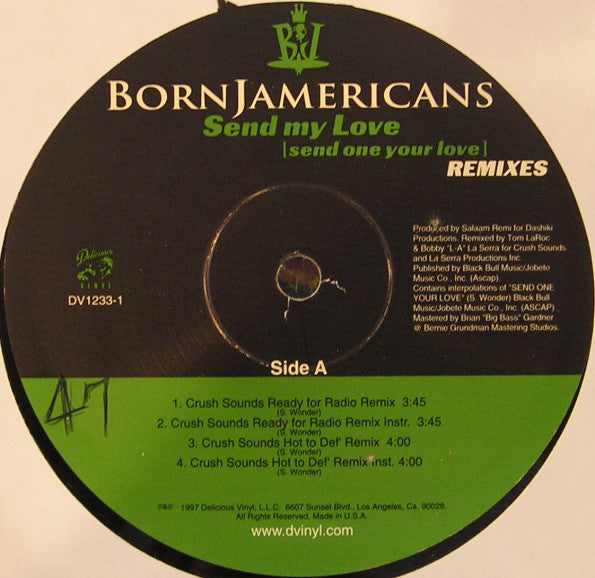 BJ
BORNJAMERICANS
Send my Love
[send one your love]
REMIXES
Delicious
VINYL
DV1233-1
Produced by Salaam Remi for Dashiki
Productions. Remixed by Tom LaRoc
& Bobby "L-A" La Serra for Crush Sounds
and La Serra Productions Inc.
Published by Black Bull Music/Jobete
Music Co., Inc. (Ascap).
Contains interpolations of "SEND ONE
YOUR LOVE" (S. Wonder) Black Bull
Music/Jobete Music Co., Inc. (ASCAP)
Mastered by Brian "Big Bass" Gardner
@ Bernie Grundman Mastering Studios.
Side A
47
1. Crush Sounds Ready for Radio Remix 3:45
(S. Wonder)
2. Crush Sounds Ready for Radio Remix Instr. 3:45
(S. Wonder)
3. Crush Sounds Hot to Def' Remix 4:00
(S. Wonder)
4. Crush Sounds Hot to Def' Remix Inst. 4:00
(S. Wonder)
℗&© 1997 Delicious Vinyl, L.L.C. 6607 Sunset Blvd., Los Angeles, Ca. 90028.
All Rights Reserved. Made in U.S.A.
www.dvinyl.com